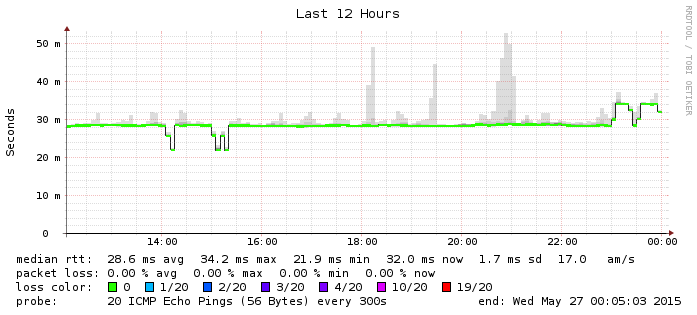 Last 12 Hours
RRDTOOL / TOBI OETIKER
Seconds
50 m
40 m
30 m
20 m
10 m
0
14:00 16:00 18:00 20:00 22:00 00:00
median rtt: 28.6 ms avg 34.2 ms max 21.9 ms min 32.0 ms now 1.7 ms sd 17.0 am/s
packet loss: 0.00 % avg 0.00 % max 0.00 % min 0.00 % now
loss color: 0 1/20 2/20 3/20 4/20 10/20 19/20
probe: 20 ICMP Echo Pings (56 Bytes) every 300s end: Wed May 27 00:05:03 2015